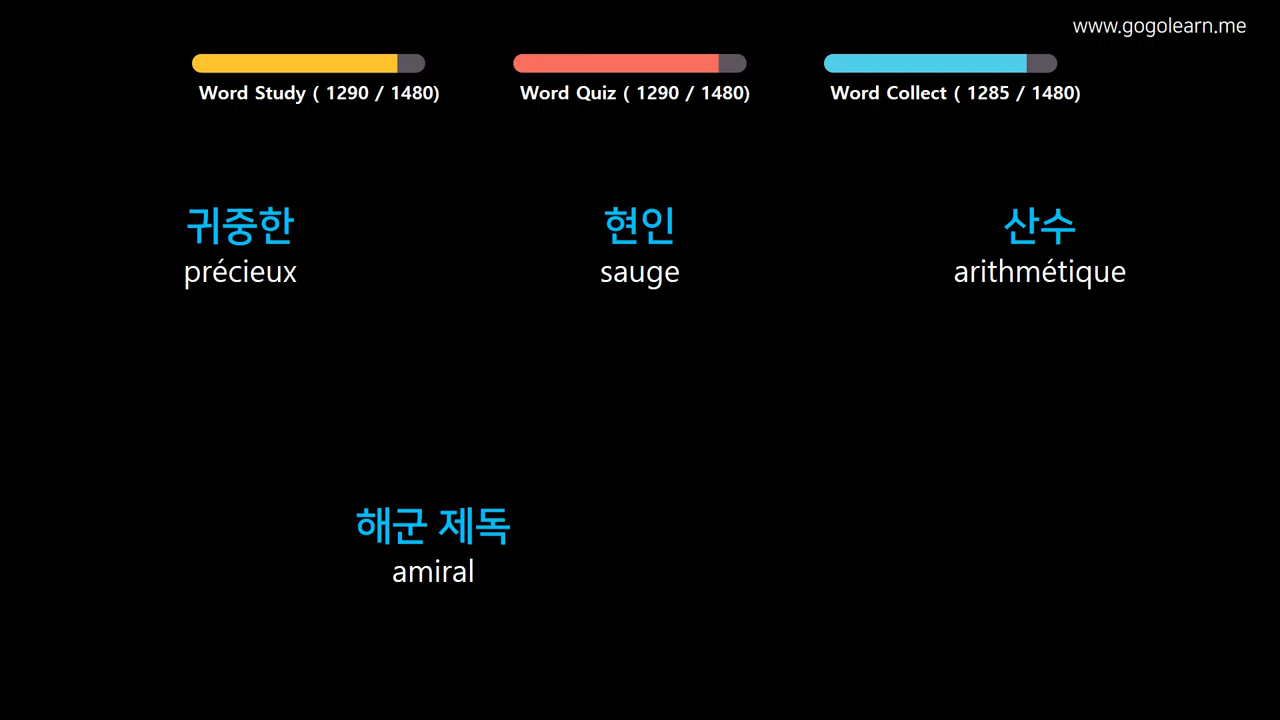 www.gogolearn.me
Word Study ( 1290 / 1480)
Word Quiz ( 1290 / 1480)
Word Collect ( 1285 / 1480)
귀중한
précieux
현인
sauge
산수
arithmétique
해군 제독
amiral